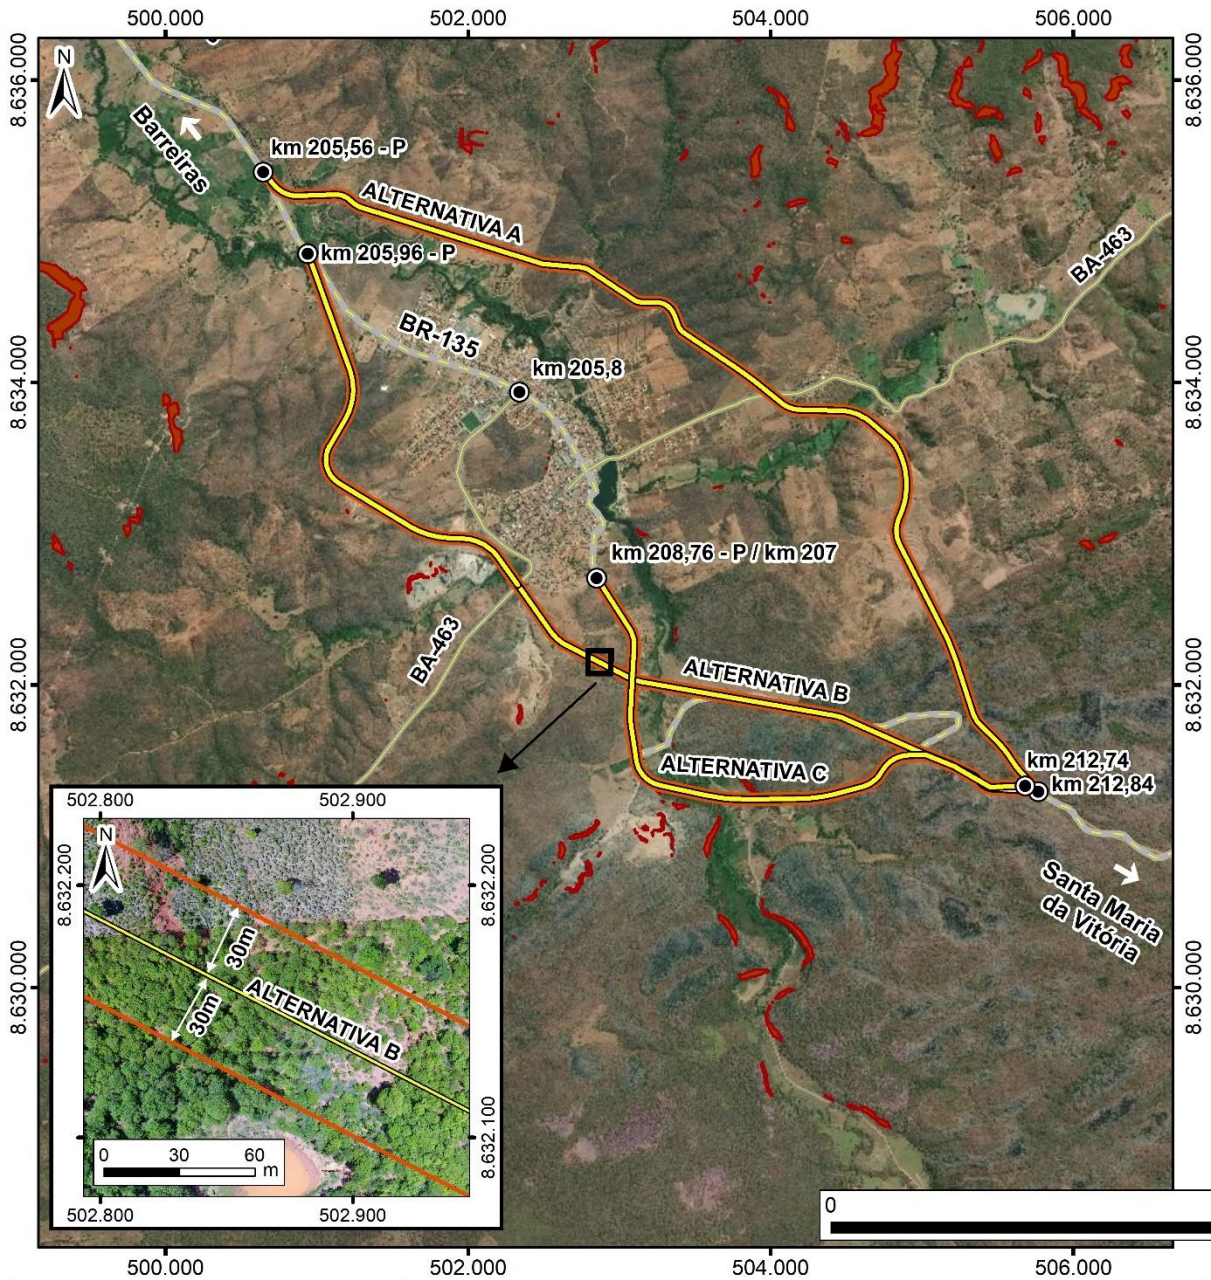 500.000
502.000
504.000
506.000
8.636.000
8.636.000
N
Barreiras
km 205,56 - P
ALTERNATIVA A
km 205,96 - P
BA-463
BR-135
km 205,8
8.634.000
8.634.000
km 208,76 - P / km 207
BA-463
ALTERNATIVA B
8.632.000
8.632.000
ALTERNATIVA C
km 212,74
km 212,84
Santa Maria
da Vitória
8.630.000
8.630.000
502.800
502.900
N
8.632.200
8.632.200
30m
30m
ALTERNATIVA B
8.632.100
0
30
60
m
502.800
502.900
0
500.000
502.000
504.000
506.000